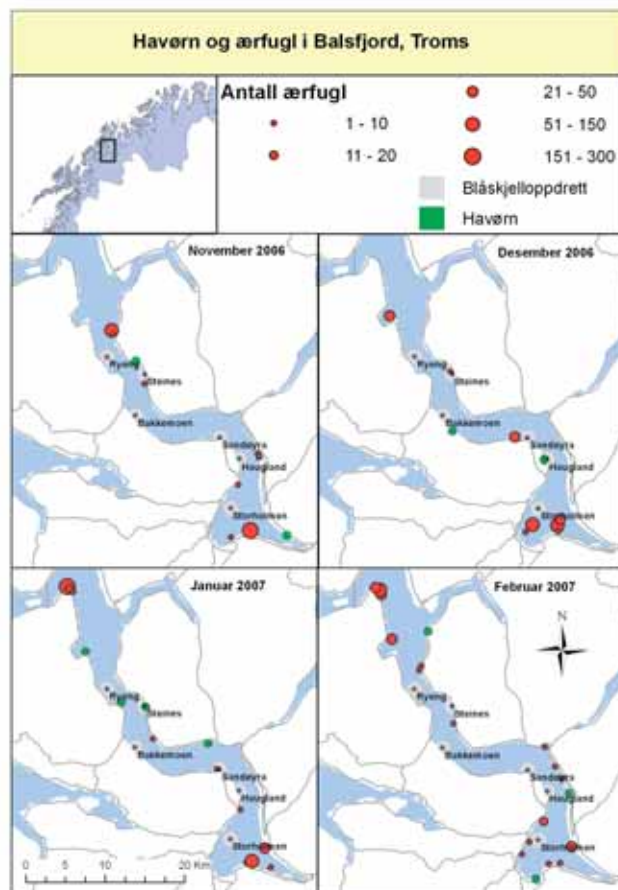 Havørn og ærfugl i Balsfjord, Troms
Antall ærfugl
1 - 10
11 - 20
21 - 50
51 - 150
151 - 300
Blåskjelloppdrett
Havørn
November 2006
Ryeng
Steines
Bakkemoen
Sandøyra
Haugland
Storhaugen
Desember 2006
Ryeng
Steines
Bakkemoen
Sandøyra
Haugland
Januar 2007
Ryeng
Steines
Bakkemoen
Sandøyra
Haugland
0 5 10 20 Km
Februar 2007
N
Ryeng
Steines
Bakkemoen
Sandøyra
Haugland